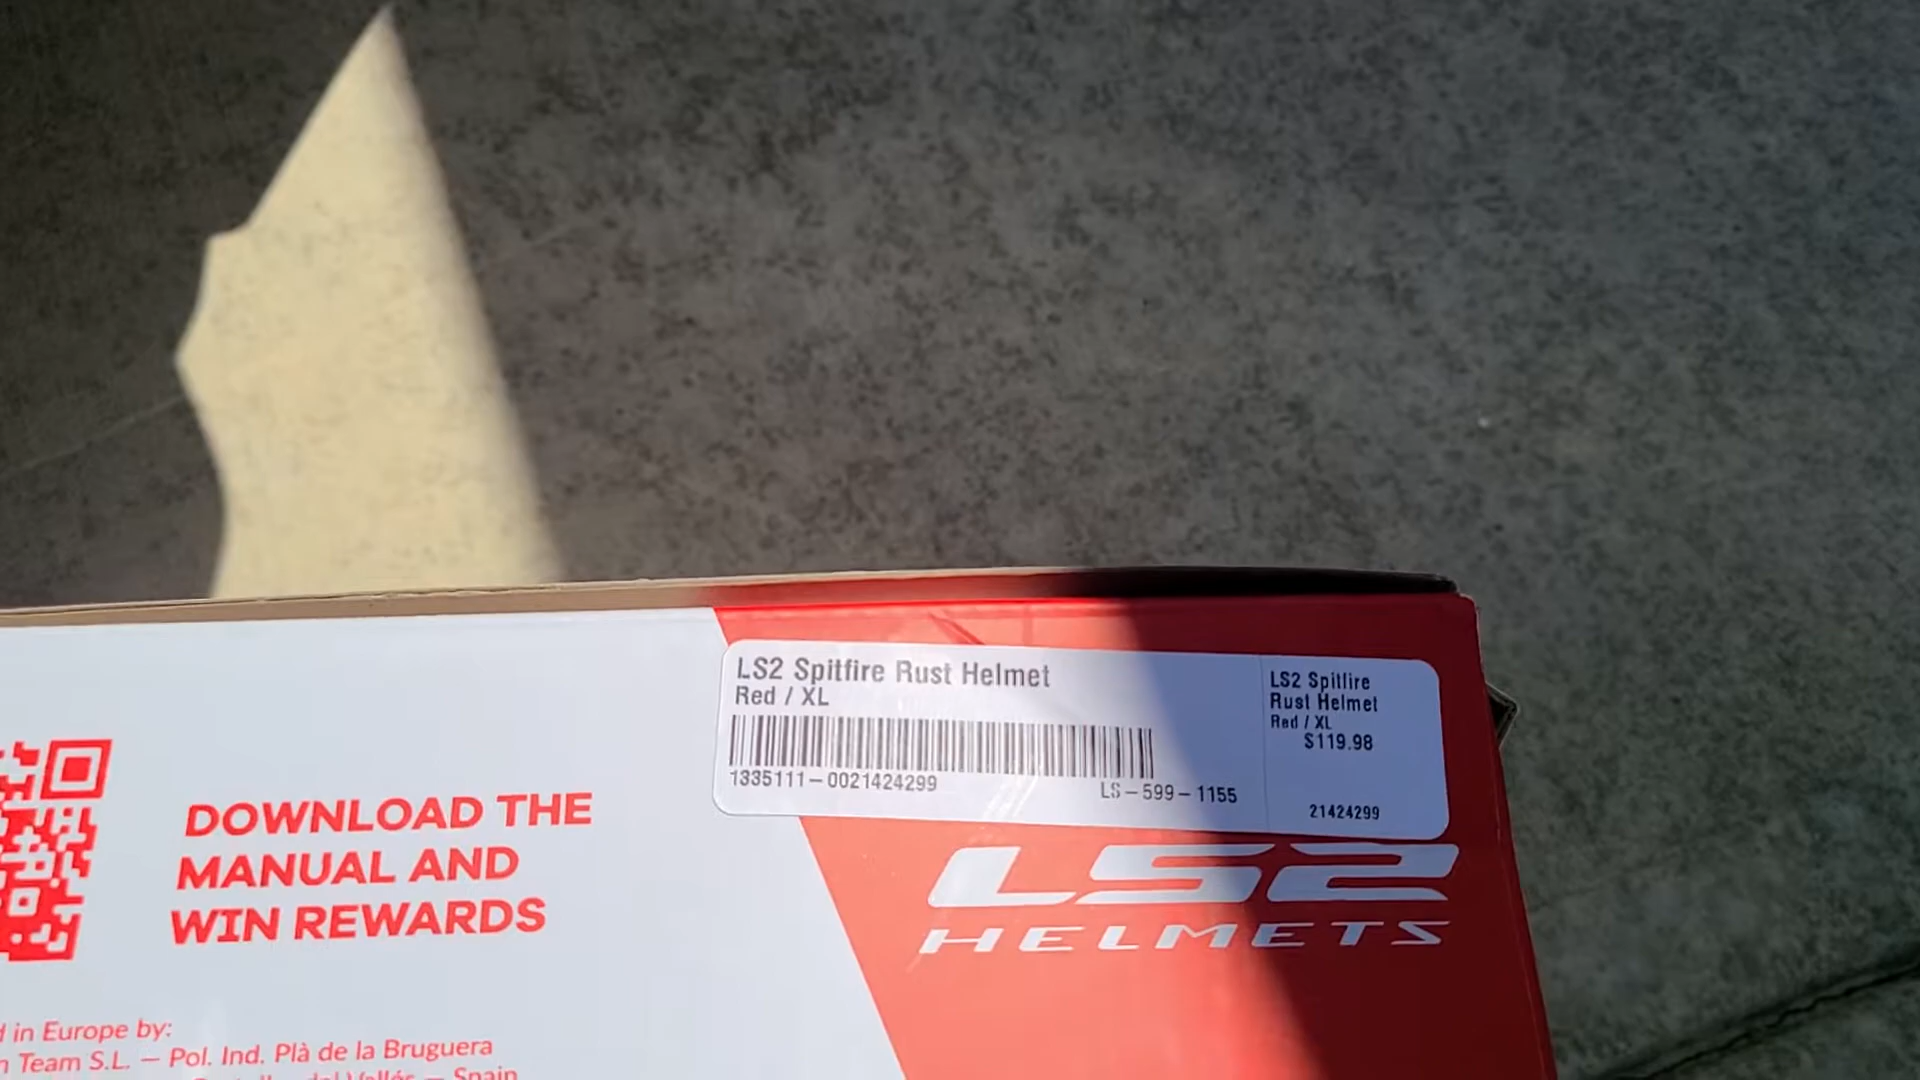 LS2 Spitfire Rust Helmet
Red / XL
1335111-0021424299
LS-599-1155
LS2 Spitfire
Rust Helmet
Red / XL
$119.98
21424299
LS2
HELMETS
DOWNLOAD THE
MANUAL AND
WIN REWARDS
in Europe by:
Team S.L. — Pol. Ind. Plà de la Bruguera
Vallés — Spain